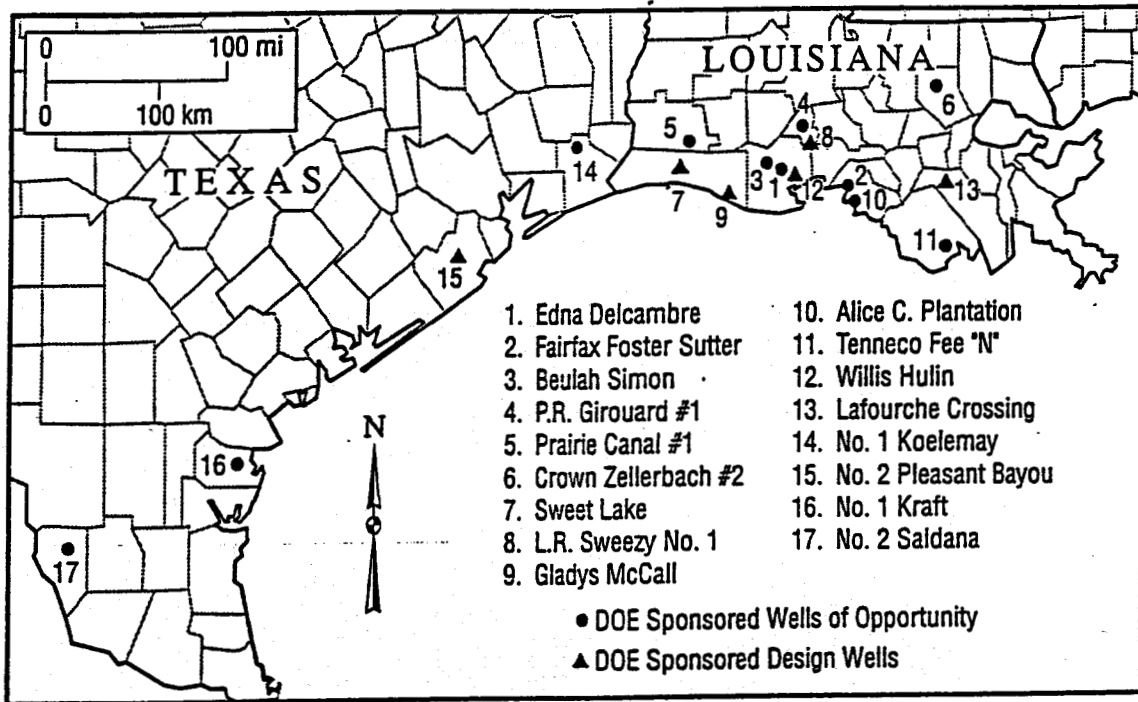 0 100 mi
0 100 km
LOUISIANA
TEXAS
4
6
5
8
14
3
1
12
2
13
7
9
10
11
15
16
17
N
1. Edna Delcambre
2. Fairfax Foster Sutter
3. Beulah Simon
4. P.R. Girouard #1
5. Prairie Canal #1
6. Crown Zellerbach #2
7. Sweet Lake
8. L.R. Sweezy No. 1
9. Gladys McCall
10. Alice C. Plantation
11. Tenneco Fee "N"
12. Willis Hulin
13. Lafourche Crossing
14. No. 1 Koelemay
15. No. 2 Pleasant Bayou
16. No. 1 Kraft
17. No. 2 Saldana
DOE Sponsored Wells of Opportunity
DOE Sponsored Design Wells